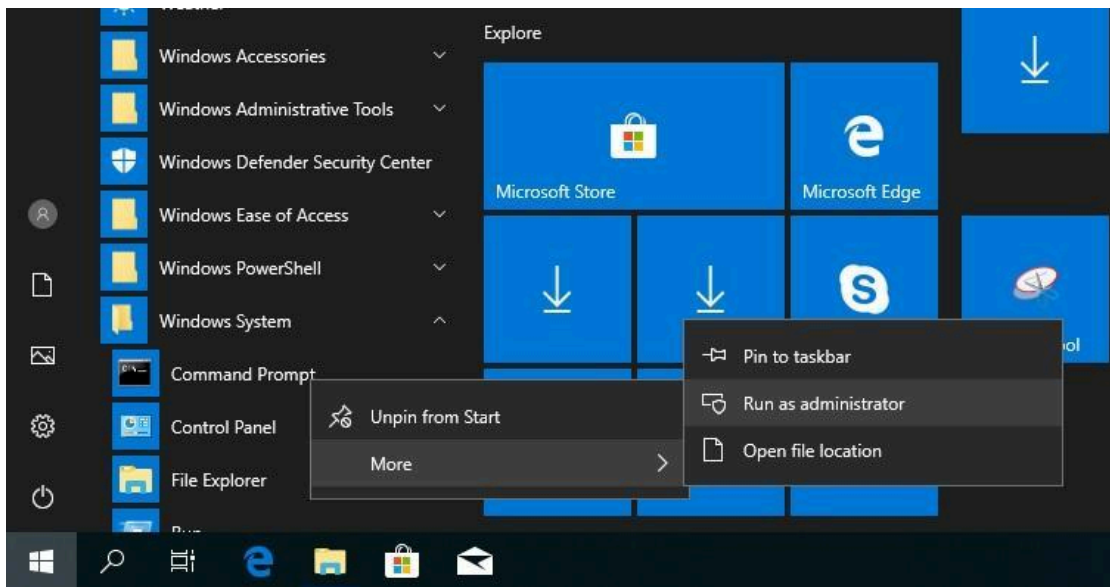 Windows Accessories
Windows Administrative Tools
Windows Defender Security Center
Windows Ease of Access
Windows PowerShell
Windows System
Command Prompt
Control Panel
File Explorer
Explore
Microsoft Store
Microsoft Edge
Unpin from Start
More
Pin to taskbar
Run as administrator
Open file location